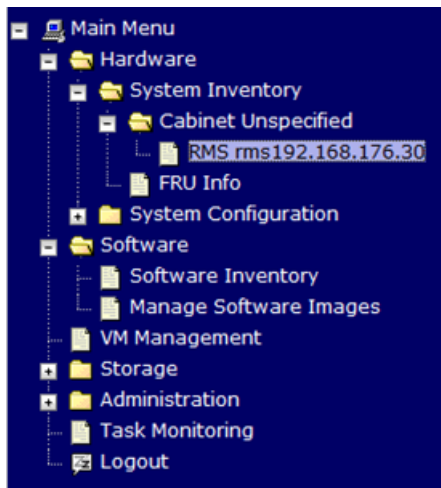 Main Menu
Hardware
System Inventory
Cabinet Unspecified
RMS rms192.168.176.30
FRU Info
System Configuration
Software
Software Inventory
Manage Software Images
VM Management
Storage
Administration
Task Monitoring
Logout